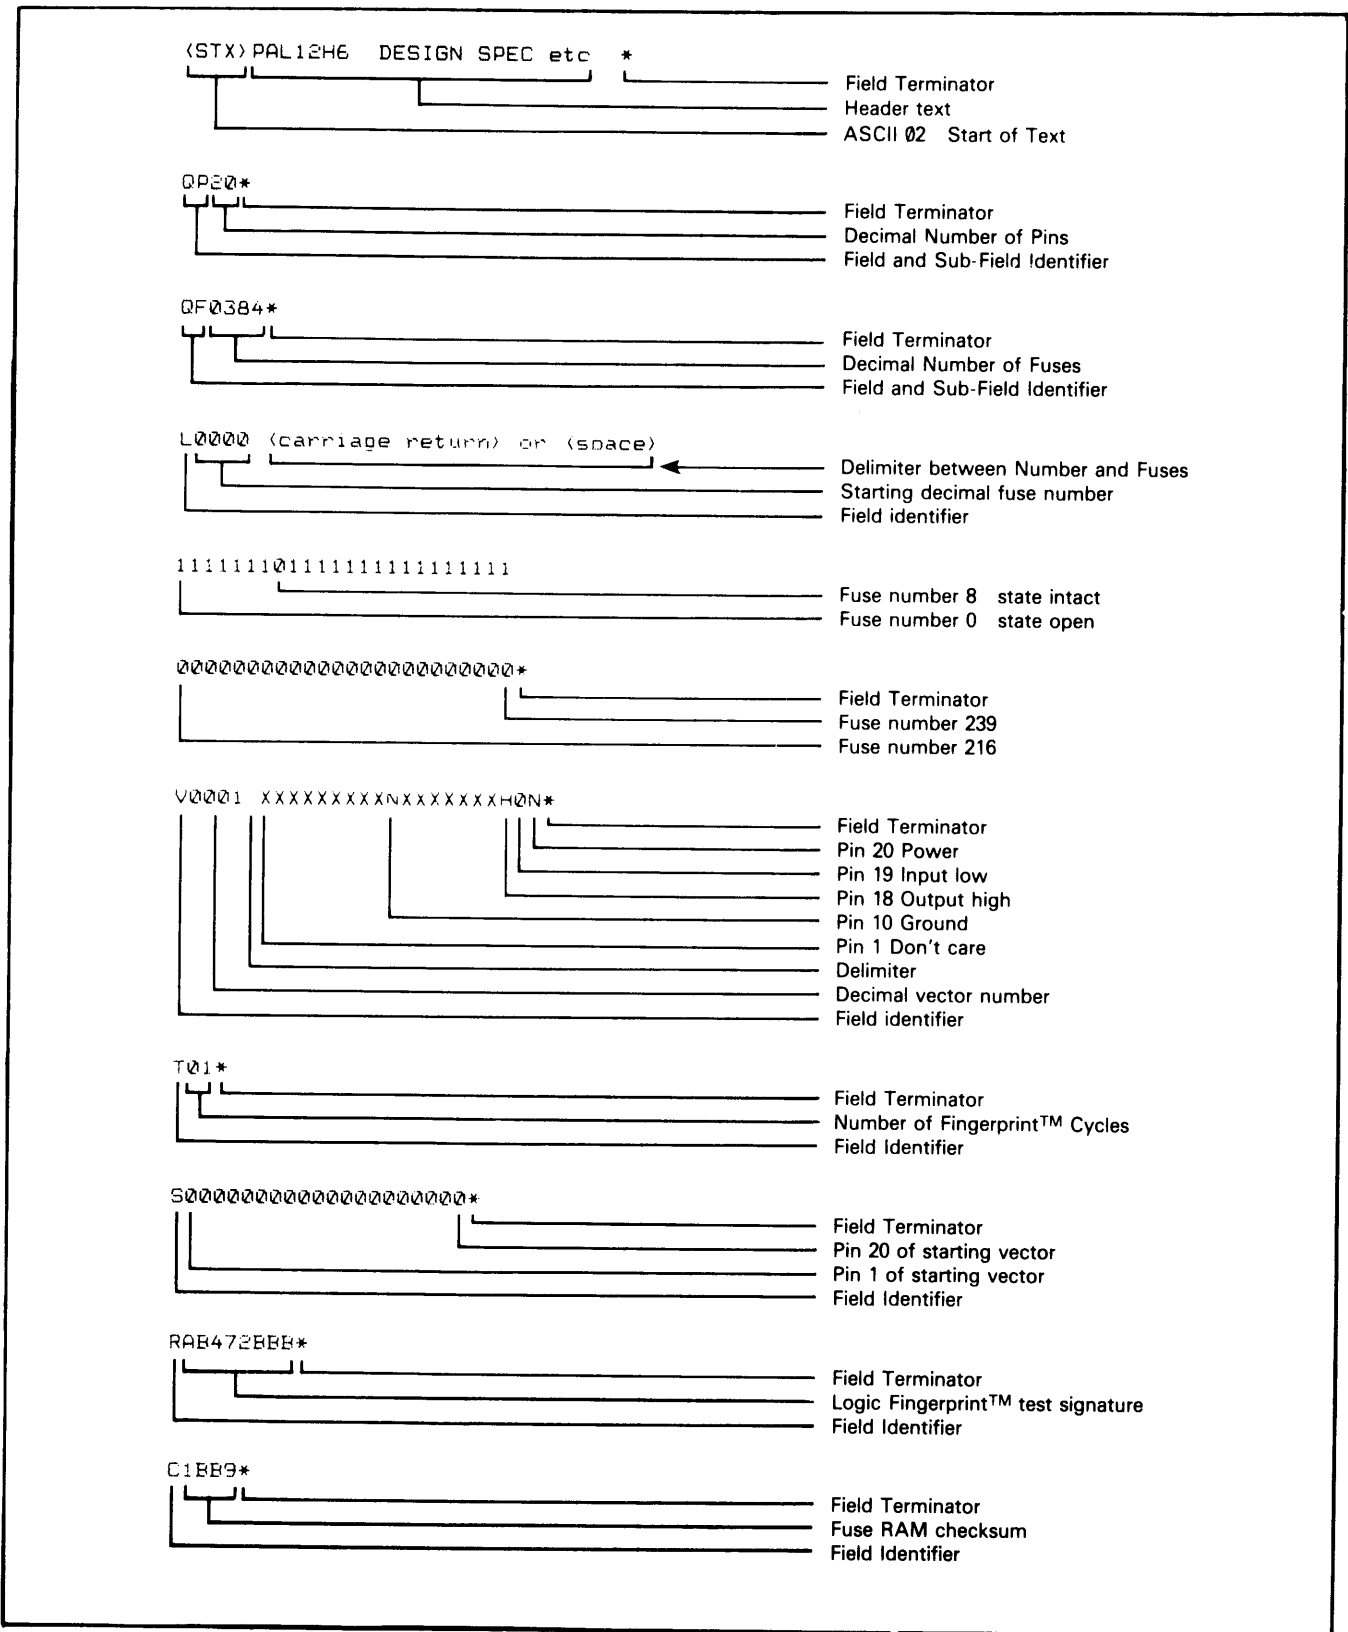 (STX)PAL12H6 DESIGN SPEC etc *
Field Terminator
Header text
ASCII 02 Start of Text
QP20*
Field Terminator
Decimal Number of Pins
Field and Sub-Field Identifier
QF0384*
Field Terminator
Decimal Number of Fuses
Field and Sub-Field Identifier
L0000 (carriage return) or (space)
Delimiter between Number and Fuses
Starting decimal fuse number
Field identifier
111111101111111111111111
Fuse number 8 state intact
Fuse number 0 state open
000000000000000000000000*
Field Terminator
Fuse number 239
Fuse number 216
V0001 XXXXXXXXXNXXXXXXXH0N*
Field Terminator
Pin 20 Power
Pin 19 Input low
Pin 18 Output high
Pin 10 Ground
Pin 1 Don't care
Delimiter
Decimal vector number
Field identifier
T01*
Field Terminator
Number of Fingerprint™ Cycles
Field Identifier
S00000000000000000000*
Field Terminator
Pin 20 of starting vector
Pin 1 of starting vector
Field Identifier
RAB472BBB*
Field Terminator
Logic Fingerprint™ test signature
Field Identifier
C1BB9*
Field Terminator
Fuse RAM checksum
Field Identifier